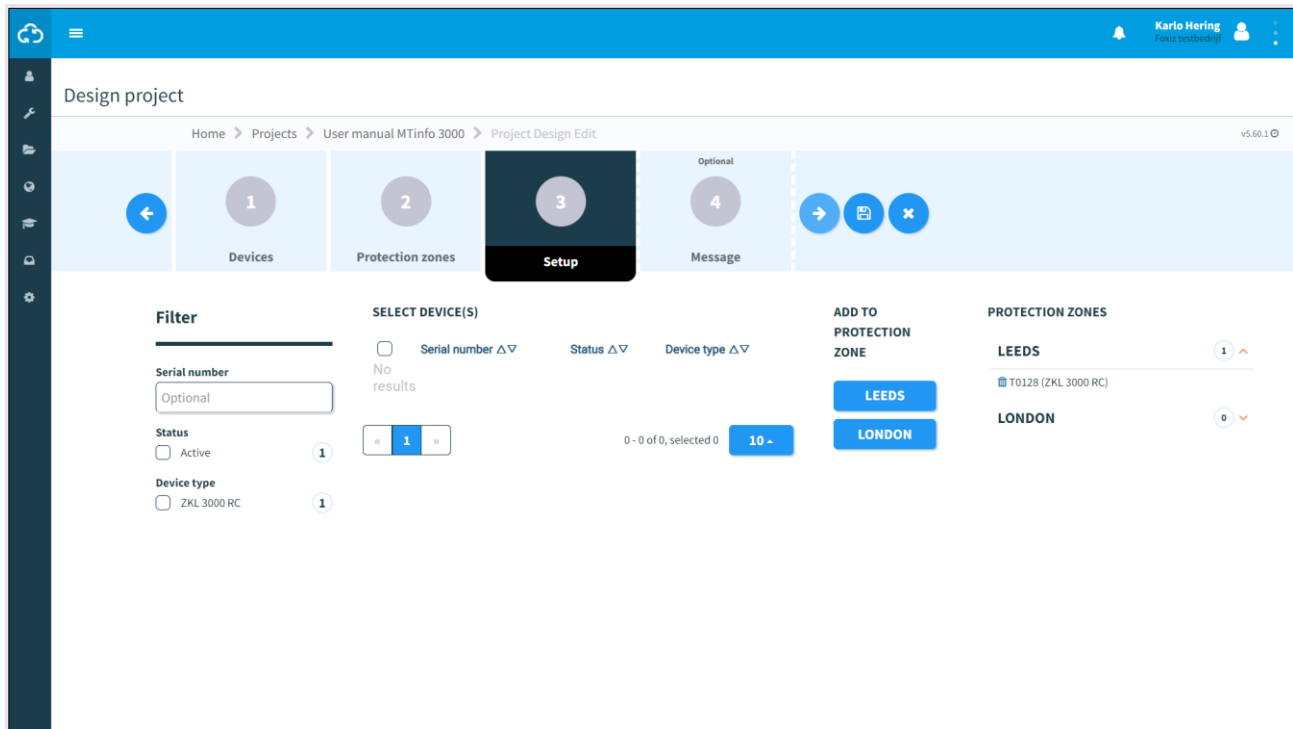 Karlo Hering
Foxiz testbedrijf
Design project
Home Projects User manual MTinfo 3000 Project Design Edit
v5.60.1
1
Devices
2
Protection zones
3
Setup
Optional
4
Message
Filter
Serial number
Optional
Status
Active 1
Device type
ZKL 3000 RC 1
SELECT DEVICE(S)
Serial number △▽ Status △▽ Device type △▽
No
results
« 1 »
0 - 0 of 0, selected 0
10
ADD TO
PROTECTION
ZONE
LEEDS
LONDON
PROTECTION ZONES
LEEDS 1
T0128 (ZKL 3000 RC)
LONDON 0